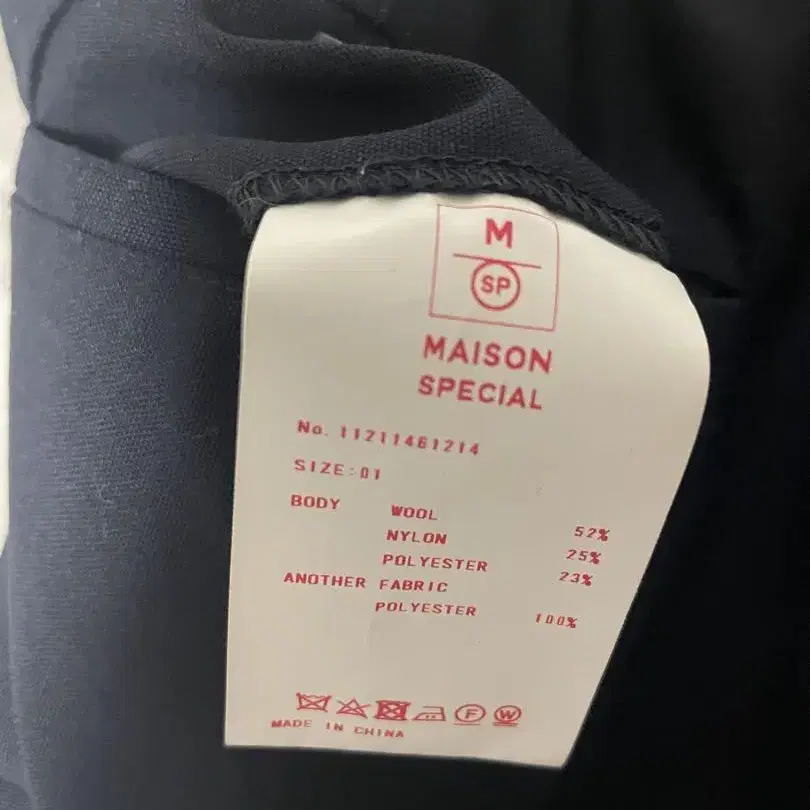 M
SP
MAISON
SPECIAL
No. 11211461214
SIZE:01
BODY WOOL 52%
NYLON 25%
POLYESTER 23%
ANOTHER FABRIC
POLYESTER 100%
F W
MADE IN CHINA